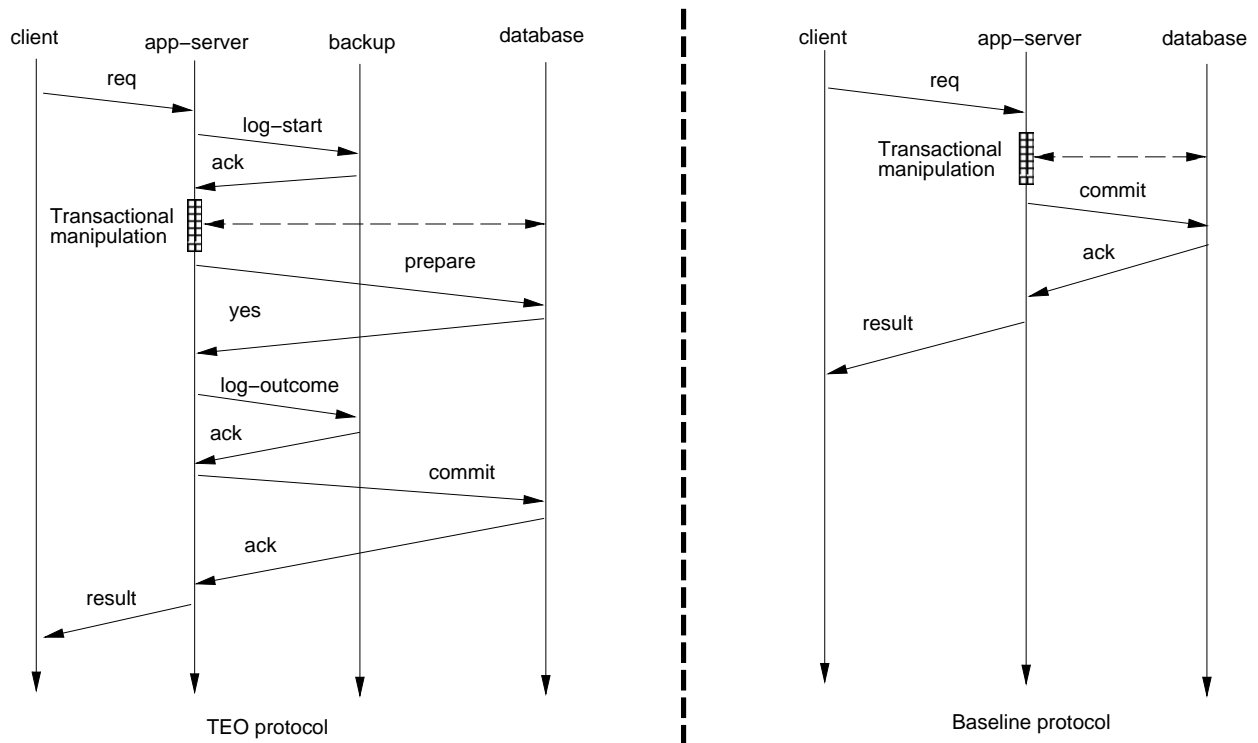 client
app−server
backup
database
req
log−start
ack
Transactional
manipulation
prepare
yes
log−outcome
ack
commit
ack
result
TEO protocol
client
app−server
database
req
Transactional
manipulation
commit
ack
result
Baseline protocol